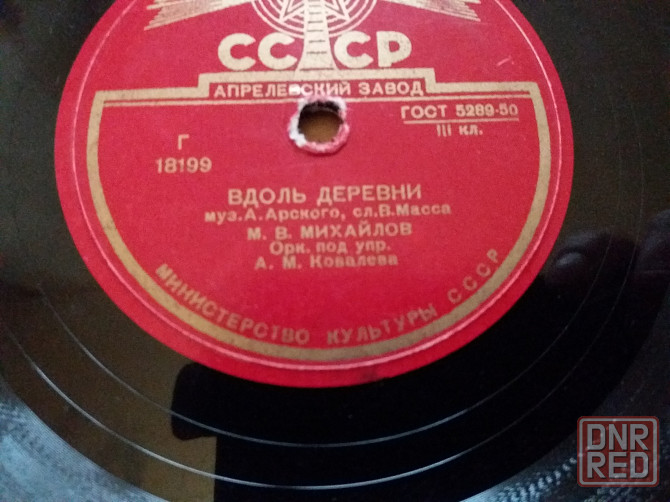 СССР
АПРЕЛЕВСКИЙ ЗАВОД
ГОСТ 5289-50
III кл.
Г
18199
ВДОЛЬ ДЕРЕВНИ
муз. А. Арского, сл. В. Масса
М. В. МИХАЙЛОВ
Орк. под упр.
А. М. Ковалева
МИНИСТЕРСТВО КУЛЬТУРЫ СССР
DNR
RED